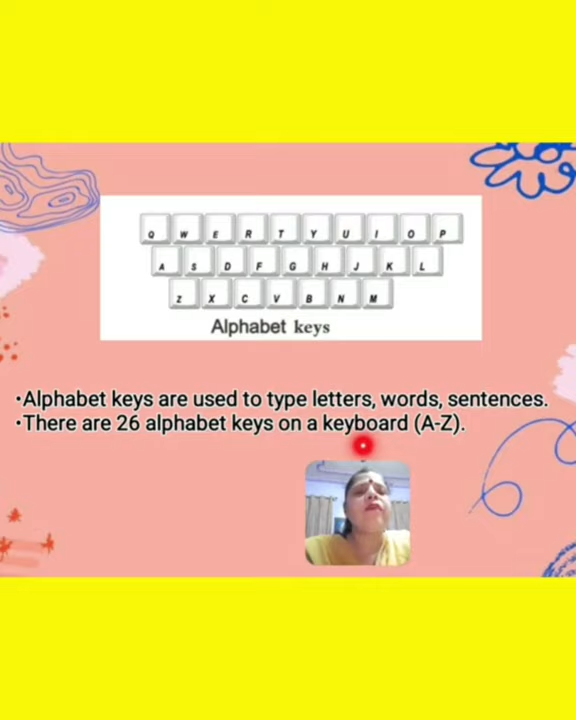 Q W E R T Y U I O P
A S D F G H J K L
Z X C V B N M
Alphabet keys
•Alphabet keys are used to type letters, words, sentences.
•There are 26 alphabet keys on a keyboard (A-Z).